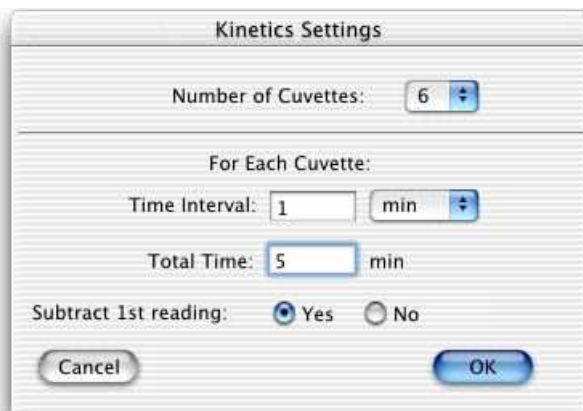 Kinetics Settings
Number of Cuvettes: 6
For Each Cuvette:
Time Interval: 1 min
Total Time: 5 min
Subtract 1st reading: Yes No
Cancel OK